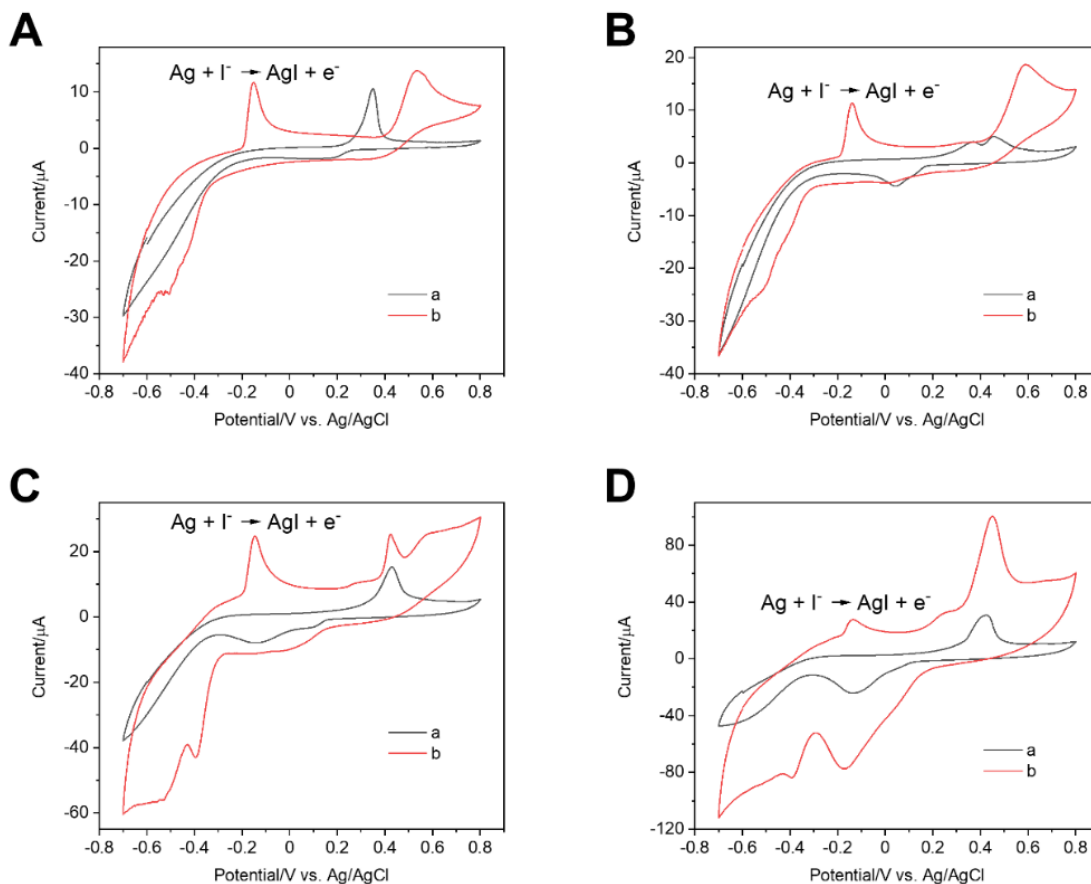 A
Ag + I⁻ → AgI + e⁻
10
0
-10
-20
-30
-40
Current/μA
a
b
-0.8 -0.6 -0.4 -0.2 0 0.2 0.4 0.6 0.8
Potential/V vs. Ag/AgCl
B
Ag + I⁻ → AgI + e⁻
20
10
0
-10
-20
-30
-40
Current/μA
a
b
-0.8 -0.6 -0.4 -0.2 0 0.2 0.4 0.6 0.8
Potential/V vs. Ag/AgCl
C
Ag + I⁻ → AgI + e⁻
20
0
-20
-40
-60
Current/μA
a
b
-0.8 -0.6 -0.4 -0.2 0 0.2 0.4 0.6 0.8
Potential/V vs. Ag/AgCl
D
Ag + I⁻ → AgI + e⁻
80
40
0
-40
-80
-120
Current/μA
a
b
-0.8 -0.6 -0.4 -0.2 0 0.2 0.4 0.6 0.8
Potential/V vs. Ag/AgCl